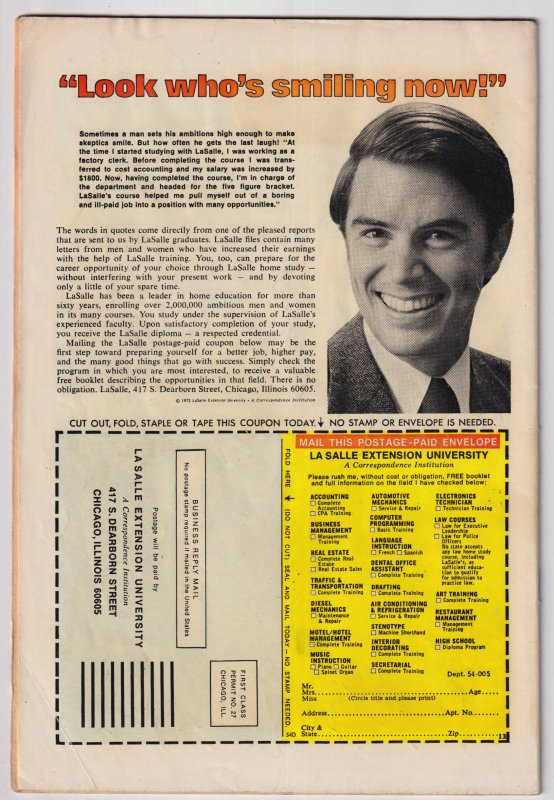 “Look who's smiling now!”
Sometimes a man sets his ambitions high enough to make
skeptics smile. But how often he gets the last laugh! “At
the time I started studying with LaSalle, I was working as a
factory clerk. Before completing the course I was trans-
ferred to cost accounting and my salary was increased by
$1800. Now, having completed the course, I'm in charge of
the department and headed for the five figure bracket.
LaSalle's course helped me pull myself out of a boring
and ill-paid job into a position with many opportunities.”
The words in quotes come directly from one of the pleased reports
that are sent to us by LaSalle graduates. LaSalle files contain many
letters from men and women who have increased their earnings
with the help of LaSalle training. You, too, can prepare for the
career opportunity of your choice through LaSalle home study —
without interfering with your present work – and by devoting
only a little of your spare time.
LaSalle has been a leader in home education for more than
sixty years, enrolling over 2,000,000 ambitious men and women
in its many courses. You study under the supervision of LaSalle's
experienced faculty. Upon satisfactory completion of your study,
you receive the LaSalle diploma – a respected credential.
Mailing the LaSalle postage-paid coupon below may be the
first step toward preparing yourself for a better job, higher pay,
and the many good things that go with success. Simply check the
program in which you are most interested, to receive a valuable
free booklet describing the opportunities in that field. There is no
obligation. LaSalle, 417 S. Dearborn Street, Chicago, Illinois 60605.
© 1975 LaSalle Extension University • A Correspondence Institution
CUT OUT, FOLD, STAPLE OR TAPE THIS COUPON TODAY. NO STAMP OR ENVELOPE IS NEEDED.
BUSINESS REPLY MAIL
No postage stamp required if mailed in the United States
Postage will be paid by
LA SALLE EXTENSION UNIVERSITY
A Correspondence Institution
417 S. DEARBORN STREET
CHICAGO, ILLINOIS 60605
FIRST CLASS
PERMIT NO. 27
CHICAGO, ILL.
FOLD HERE (DO NOT CUT) SEAL AND MAIL TODAY – NO STAMP NEEDED
540
MAIL THIS POSTAGE-PAID ENVELOPE
LA SALLE EXTENSION UNIVERSITY
A Correspondence Institution
Please rush me, without cost or obligation, FREE booklet
and full information on the field I have checked below:
ACCOUNTING
Complete
Accounting
CPA Training
BUSINESS
MANAGEMENT
Management
Training
REAL ESTATE
Complete Real
Estate
Real Estate Sales
TRAFFIC &
TRANSPORTATION
Complete Training
DIESEL
MECHANICS
Maintenance
& Repair
MOTEL/HOTEL
MANAGEMENT
Complete Training
MUSIC
INSTRUCTION
Piano Guitar
Spinet Organ
AUTOMOTIVE
MECHANICS
Service & Repair
COMPUTER
PROGRAMMING
Basic Training
LANGUAGE
INSTRUCTION
French Spanish
DENTAL OFFICE
ASSISTANT
Complete Training
DRAFTING
Complete Training
AIR CONDITIONING
& REFRIGERATION
Service & Repair
STENOTYPE
Machine Shorthand
INTERIOR
DECORATING
Complete Training
SECRETARIAL
Complete Training
ELECTRONICS
TECHNICIAN
Technician Training
LAW COURSES
Law for Executive
Leadership
Law for Police
Officers
No state accepts
any law home study
course, including
LaSalle's, as
sufficient educa-
tion to qualify
for admission to
practice law.
ART TRAINING
Complete Training
RESTAURANT
MANAGEMENT
Management
Training
HIGH SCHOOL
Diploma Program
Dept. 54-005
Mr.
Mrs. Age
Miss (Circle title and please print)
Address Apt. No.
City &
State Zip
13